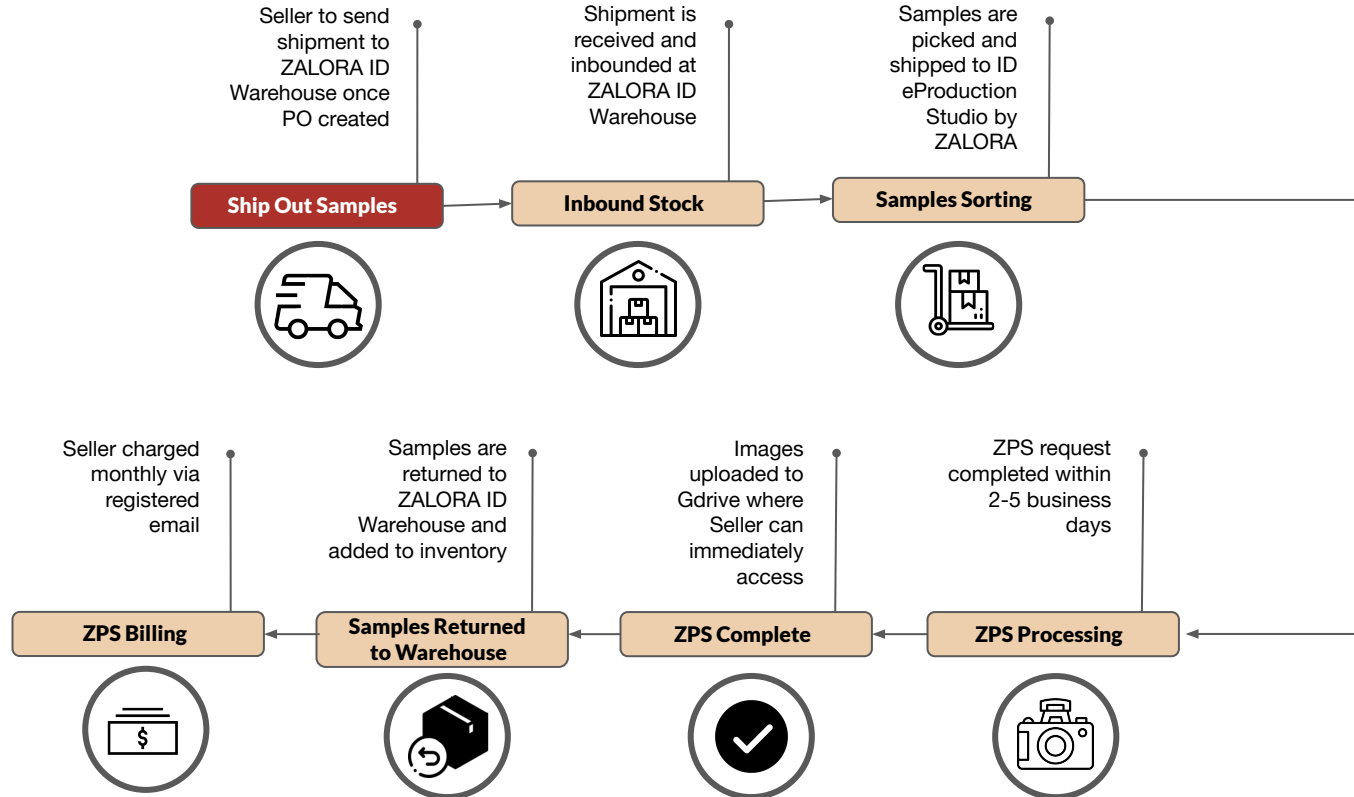 Seller to send
shipment to
ZALORA ID
Warehouse once
PO created
Ship Out Samples
Shipment is
received and
inbounded at
ZALORA ID
Warehouse
Inbound Stock
Samples are
picked and
shipped to ID
eProduction
Studio by
ZALORA
Samples Sorting
ZPS request
completed within
2-5 business
days
ZPS Processing
Images
uploaded to
Gdrive where
Seller can
immediately
access
ZPS Complete
Samples are
returned to
ZALORA ID
Warehouse and
added to inventory
Samples Returned
to Warehouse
Seller charged
monthly via
registered
email
ZPS Billing
$